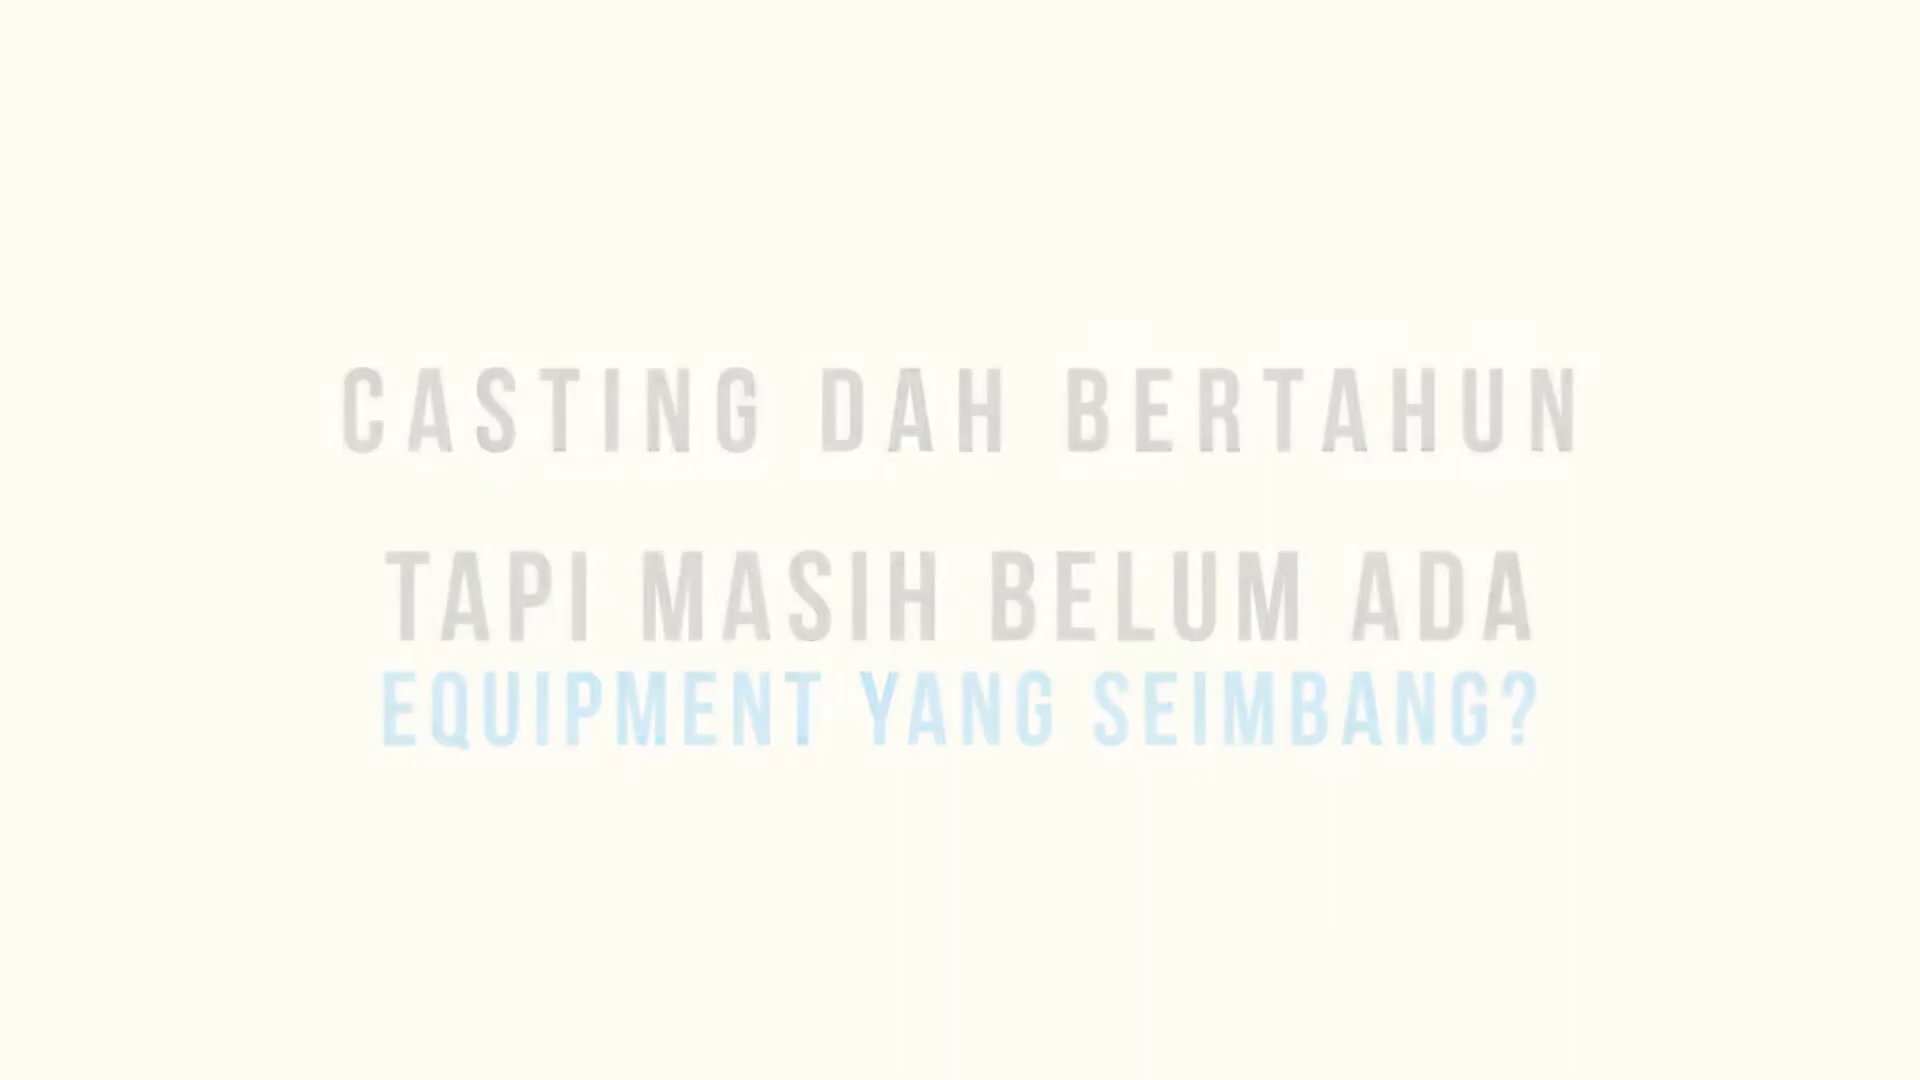 CASTING DAH BERTAHUN
TAPI MASIH BELUM ADA
EQUIPMENT YANG SEIMBANG?